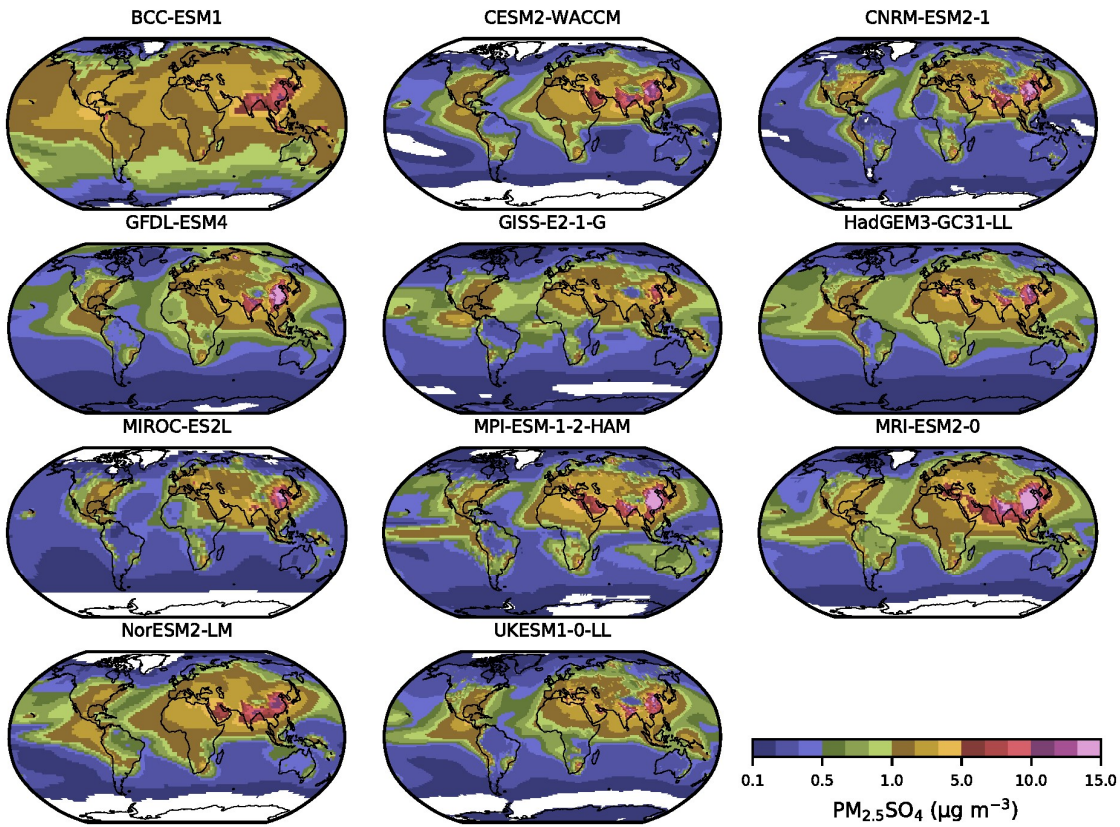 BCC-ESM1 CESM2-WACCM CNRM-ESM2-1
GFDL-ESM4 GISS-E2-1-G HadGEM3-GC31-LL
MIROC-ES2L MPI-ESM-1-2-HAM MRI-ESM2-0
NorESM2-LM UKESM1-0-LL
0.1 0.5 1.0 5.0 10.0 15.0
PM₂.₅SO₄ (μg m⁻³)